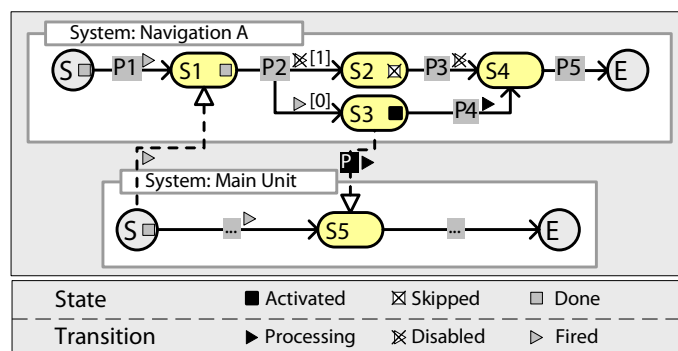 System: Navigation A
S P1 S1 P2 [1] S2 P3 S4 P5 E
[0] S3 P4
P
System: Main Unit
S ... S5 ... E
State Activated Skipped Done
Transition Processing Disabled Fired